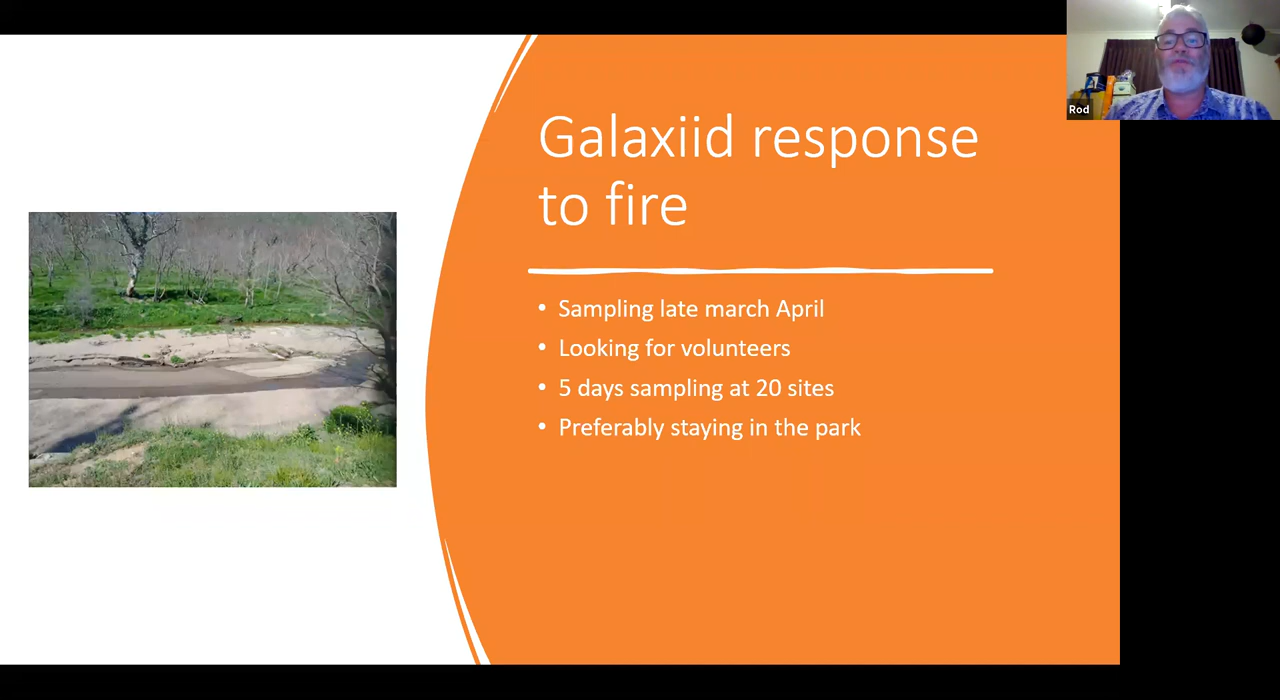 Rod
Galaxiid response
to fire
• Sampling late march April
• Looking for volunteers
• 5 days sampling at 20 sites
• Preferably staying in the park